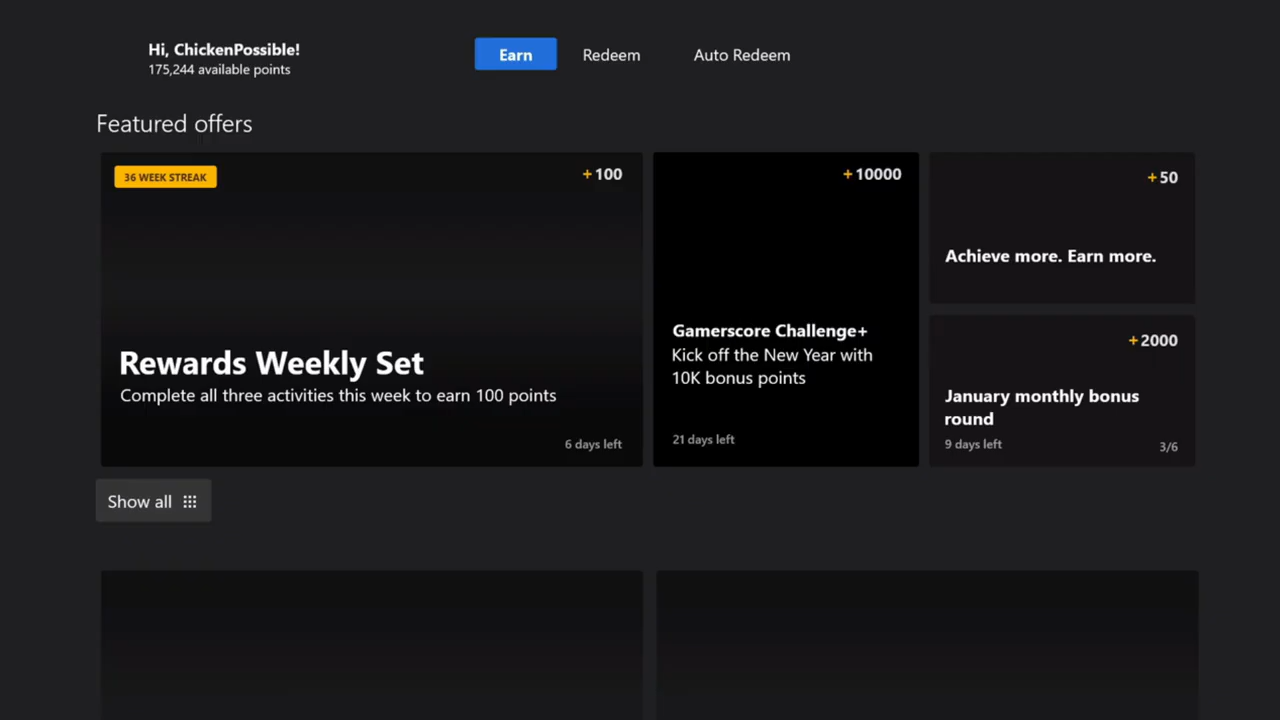 Hi, ChickenPossible!
175,244 available points
Earn
Redeem
Auto Redeem
Featured offers
36 WEEK STREAK
+100
Rewards Weekly Set
Complete all three activities this week to earn 100 points
6 days left
+10000
Gamerscore Challenge+
Kick off the New Year with
10K bonus points
21 days left
+50
Achieve more. Earn more.
+2000
January monthly bonus
round
9 days left
3/6
Show all